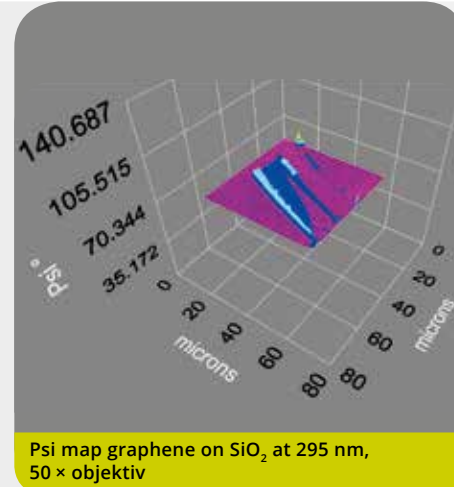 140.687
105.515
70.344
35.172
Psi °
0
20
40
60
80
microns
0
20
40
60
80
microns
Psi map graphene on SiO₂ at 295 nm,
50 × objektiv